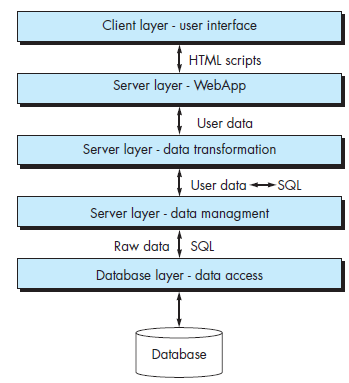 Client layer - user interface
HTML scripts
Server layer - WebApp
User data
Server layer - data transformation
User data SQL
Server layer - data managment
Raw data SQL
Database layer - data access
Database